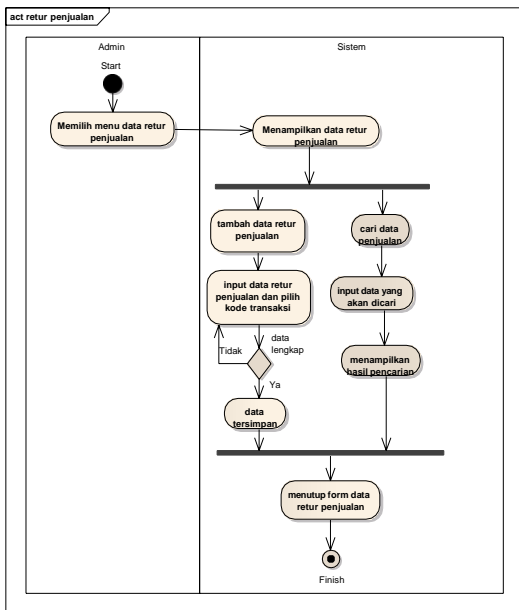 act retur penjualan
Admin
Sistem
Start
Memilih menu data retur
penjualan
Menampilkan data retur
penjualan
tambah data retur
penjualan
cari data
penjualan
input data retur
penjualan dan pilih
kode transaksi
input data yang
akan dicari
data
lengkap
Tidak
menampilkan
hasil pencarian
Ya
data
tersimpan
menutup form data
retur penjualan
Finish